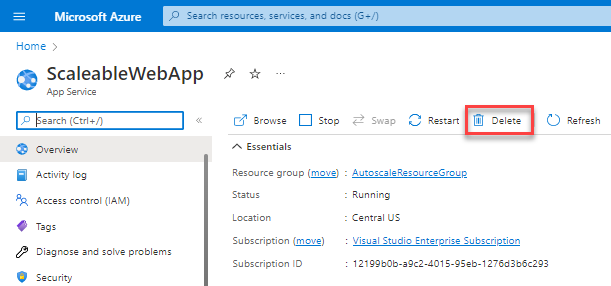 Microsoft Azure
Search resources, services, and docs (G+/)
Home
ScaleableWebApp
App Service
Search (Ctrl+/)
Browse Stop Swap Restart Delete Refresh
Overview
Activity log
Access control (IAM)
Tags
Diagnose and solve problems
Security
Essentials
Resource group (move) : AutoscaleResourceGroup
Status : Running
Location : Central US
Subscription (move) : Visual Studio Enterprise Subscription
Subscription ID : 12199b0b-a9c2-4015-95eb-1276d3b6c293